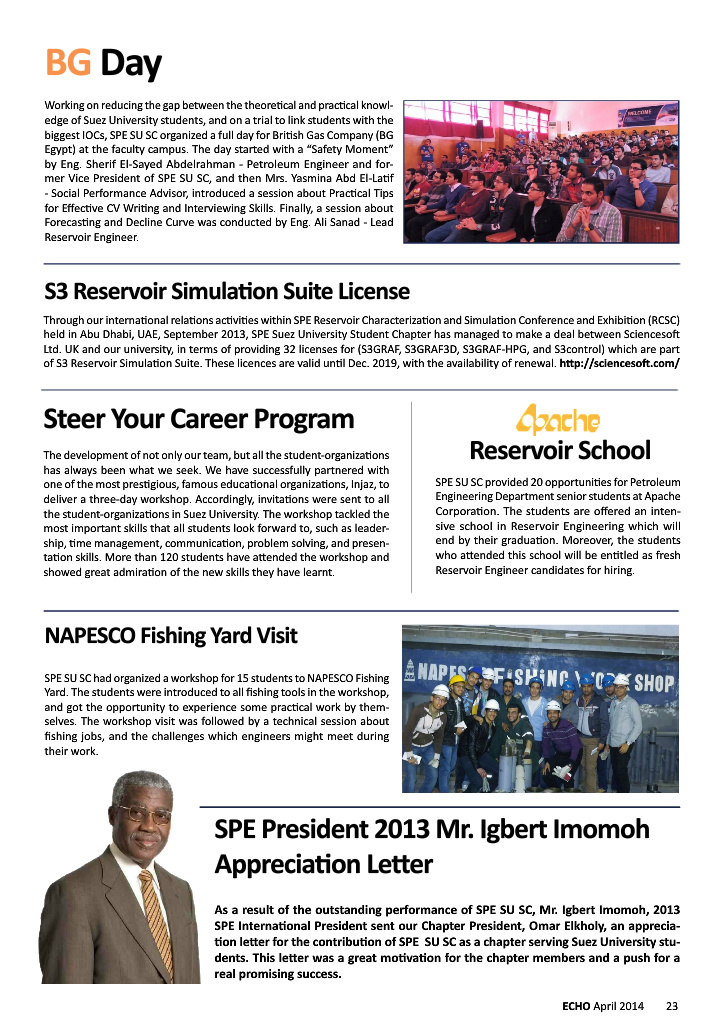 BG Day
Working on reducing the gap between the theoretical and practical knowl-
edge of Suez University students, and on a trial to link students with the
biggest IOCs, SPE SU SC organized a full day for British Gas Company (BG
Egypt) at the faculty campus. The day started with a “Safety Moment”
by Eng. Sherif El-Sayed Abdelrahman - Petroleum Engineer and for-
mer Vice President of SPE SU SC, and then Mrs. Yasmina Abd El-Latif
- Social Performance Advisor, introduced a session about Practical Tips
for Effective CV Writing and Interviewing Skills. Finally, a session about
Forecasting and Decline Curve was conducted by Eng. Ali Sanad - Lead
Reservoir Engineer.
WELCOME
S3 Reservoir Simulation Suite License
Through our international relations activities within SPE Reservoir Characterization and Simulation Conference and Exhibition (RCSC)
held in Abu Dhabi, UAE, September 2013, SPE Suez University Student Chapter has managed to make a deal between Sciencesoft
Ltd. UK and our university, in terms of providing 32 licenses for (S3GRAF, S3GRAF3D, S3GRAF-HPG, and S3control) which are part
of S3 Reservoir Simulation Suite. These licences are valid until Dec. 2019, with the availability of renewal. http://sciencesoft.com/
Steer Your Career Program
The development of not only our team, but all the student-organizations
has always been what we seek. We have successfully partnered with
one of the most prestigious, famous educational organizations, Injaz, to
deliver a three-day workshop. Accordingly, invitations were sent to all
the student-organizations in Suez University. The workshop tackled the
most important skills that all students look forward to, such as leader-
ship, time management, communication, problem solving, and presen-
tation skills. More than 120 students have attended the workshop and
showed great admiration of the new skills they have learnt.
Apache
Reservoir School
SPE SU SC provided 20 opportunities for Petroleum
Engineering Department senior students at Apache
Corporation. The students are offered an inten-
sive school in Reservoir Engineering which will
end by their graduation. Moreover, the students
who attended this school will be entitled as fresh
Reservoir Engineer candidates for hiring.
NAPESCO Fishing Yard Visit
SPE SU SC had organized a workshop for 15 students to NAPESCO Fishing
Yard. The students were introduced to all fishing tools in the workshop,
and got the opportunity to experience some practical work by them-
selves. The workshop visit was followed by a technical session about
fishing jobs, and the challenges which engineers might meet during
their work.
NAPESCO FISHING WORK SHOP
SPE President 2013 Mr. Igbert Imomoh
Appreciation Letter
As a result of the outstanding performance of SPE SU SC, Mr. Igbert Imomoh, 2013
SPE International President sent our Chapter President, Omar Elkholy, an apprecia-
tion letter for the contribution of SPE SU SC as a chapter serving Suez University stu-
dents. This letter was a great motivation for the chapter members and a push for a
real promising success.
ECHO April 2014 23